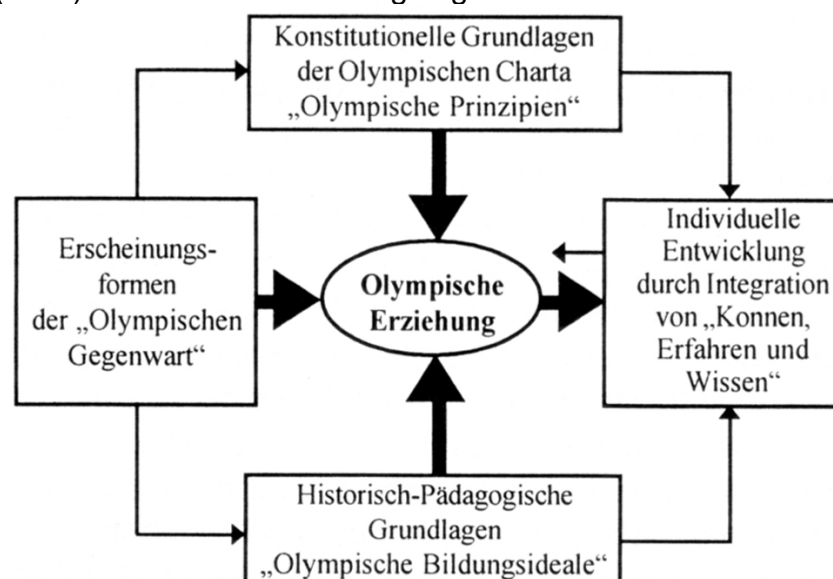 Konstitutionelle Grundlagen
der Olympischen Charta
„Olympische Prinzipien“
Erscheinungs-
formen
der „Olympischen
Gegenwart“
Olympische
Erziehung
Individuelle
Entwicklung
durch Integration
von „Konnen,
Erfahren und
Wissen“
Historisch-Pädagogische
Grundlagen
„Olympische Bildungsideale“